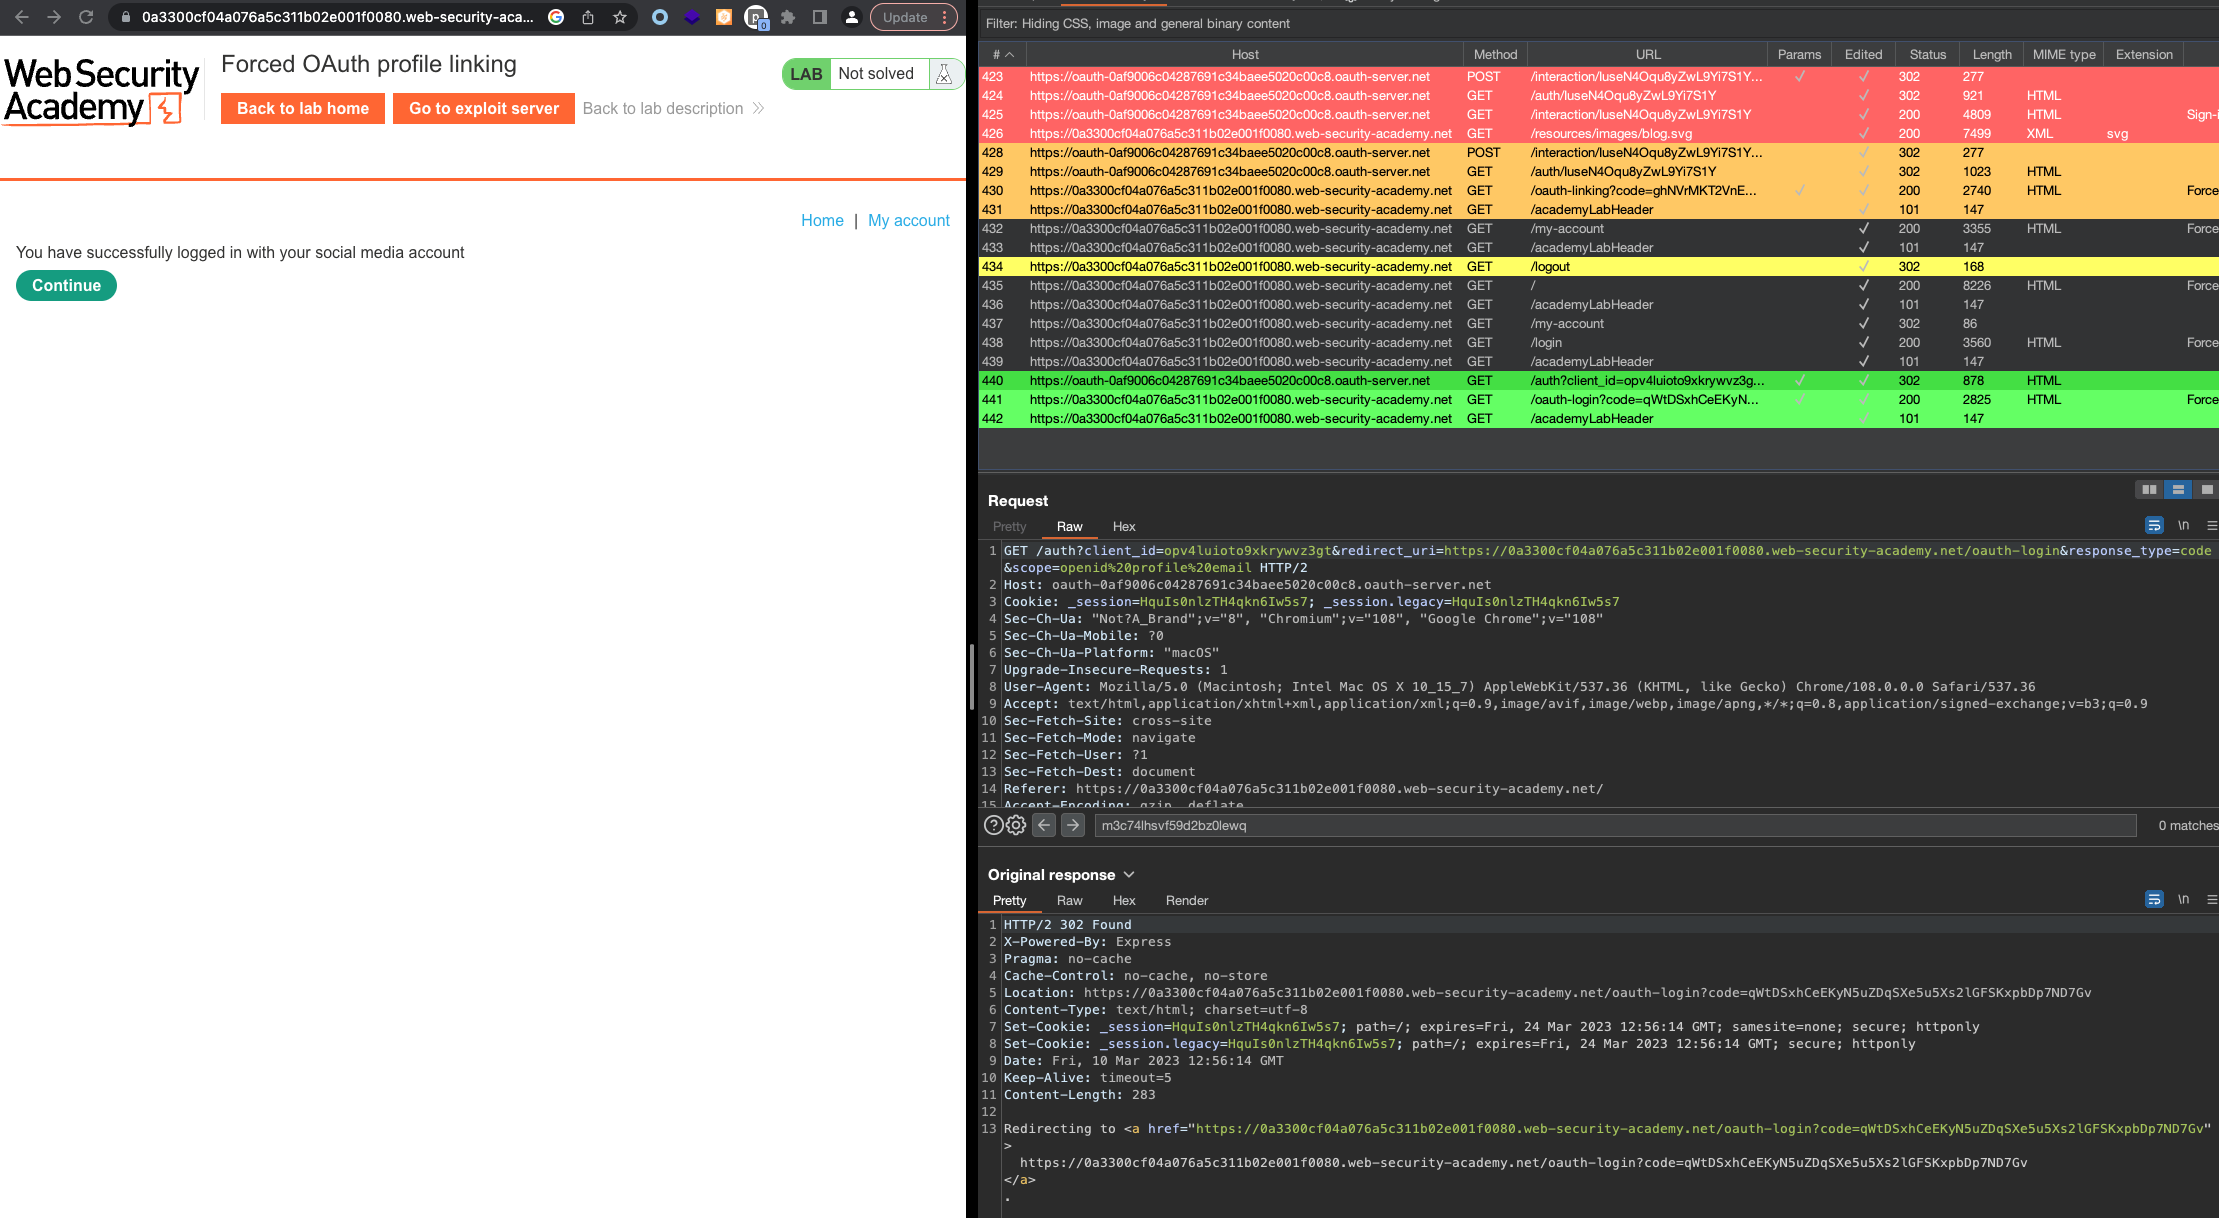 0a3300cf04a076a5c311b02e001f0080.web-security-aca...
Update
Web Security
Academy
Forced OAuth profile linking
Back to lab home
Go to exploit server
Back to lab description
LAB
Not solved
Home | My account
You have successfully logged in with your social media account
Continue
Filter: Hiding CSS, image and general binary content
# Host Method URL Params Edited Status Length MIME type Extension
423 https://oauth-0af9006c04287691c34baee5020c00c8.oauth-server.net POST /interaction/IuseN4Oqu8yZwL9Yi7S1Y... ✓ ✓ 302 277
424 https://oauth-0af9006c04287691c34baee5020c00c8.oauth-server.net GET /auth/IuseN4Oqu8yZwL9Yi7S1Y ✓ 302 921 HTML
425 https://oauth-0af9006c04287691c34baee5020c00c8.oauth-server.net GET /interaction/IuseN4Oqu8yZwL9Yi7S1Y ✓ 200 4809 HTML Sign-i
426 https://0a3300cf04a076a5c311b02e001f0080.web-security-academy.net GET /resources/images/blog.svg ✓ 200 7499 XML svg
428 https://oauth-0af9006c04287691c34baee5020c00c8.oauth-server.net POST /interaction/IuseN4Oqu8yZwL9Yi7S1Y... ✓ 302 277
429 https://oauth-0af9006c04287691c34baee5020c00c8.oauth-server.net GET /auth/IuseN4Oqu8yZwL9Yi7S1Y ✓ 302 1023 HTML
430 https://0a3300cf04a076a5c311b02e001f0080.web-security-academy.net GET /oauth-linking?code=ghNVrMKT2VnE... ✓ ✓ 200 2740 HTML Force
431 https://0a3300cf04a076a5c311b02e001f0080.web-security-academy.net GET /academyLabHeader ✓ 101 147
432 https://0a3300cf04a076a5c311b02e001f0080.web-security-academy.net GET /my-account ✓ 200 3355 HTML Force
433 https://0a3300cf04a076a5c311b02e001f0080.web-security-academy.net GET /academyLabHeader ✓ 101 147
434 https://0a3300cf04a076a5c311b02e001f0080.web-security-academy.net GET /logout ✓ 302 168
435 https://0a3300cf04a076a5c311b02e001f0080.web-security-academy.net GET / ✓ 200 8226 HTML Force
436 https://0a3300cf04a076a5c311b02e001f0080.web-security-academy.net GET /academyLabHeader ✓ 101 147
437 https://0a3300cf04a076a5c311b02e001f0080.web-security-academy.net GET /my-account ✓ 302 86
438 https://0a3300cf04a076a5c311b02e001f0080.web-security-academy.net GET /login ✓ 200 3560 HTML Force
439 https://0a3300cf04a076a5c311b02e001f0080.web-security-academy.net GET /academyLabHeader ✓ 101 147
440 https://oauth-0af9006c04287691c34baee5020c00c8.oauth-server.net GET /auth?client_id=opv4luioto9xkrywvz3g... ✓ ✓ 302 878 HTML
441 https://0a3300cf04a076a5c311b02e001f0080.web-security-academy.net GET /oauth-login?code=qWtDSxhCeEKyN... ✓ ✓ 200 2825 HTML Force
442 https://0a3300cf04a076a5c311b02e001f0080.web-security-academy.net GET /academyLabHeader ✓ 101 147
Request
Pretty Raw Hex \n
1 GET /auth?client_id=opv4luioto9xkrywvz3gt&redirect_uri=https://0a3300cf04a076a5c311b02e001f0080.web-security-academy.net/oauth-login&response_type=code
&scope=openid%20profile%20email HTTP/2
2 Host: oauth-0af9006c04287691c34baee5020c00c8.oauth-server.net
3 Cookie: _session=HquIs0nlzTH4qkn6Iw5s7; _session.legacy=HquIs0nlzTH4qkn6Iw5s7
4 Sec-Ch-Ua: "Not?A_Brand";v="8", "Chromium";v="108", "Google Chrome";v="108"
5 Sec-Ch-Ua-Mobile: ?0
6 Sec-Ch-Ua-Platform: "macOS"
7 Upgrade-Insecure-Requests: 1
8 User-Agent: Mozilla/5.0 (Macintosh; Intel Mac OS X 10_15_7) AppleWebKit/537.36 (KHTML, like Gecko) Chrome/108.0.0.0 Safari/537.36
9 Accept: text/html,application/xhtml+xml,application/xml;q=0.9,image/avif,image/webp,image/apng,*/*;q=0.8,application/signed-exchange;v=b3;q=0.9
10 Sec-Fetch-Site: cross-site
11 Sec-Fetch-Mode: navigate
12 Sec-Fetch-User: ?1
13 Sec-Fetch-Dest: document
14 Referer: https://0a3300cf04a076a5c311b02e001f0080.web-security-academy.net/
15 Accept-Encoding: gzip, deflate
m3c74lhsvf59d2bz0lewq
0 matches
Original response
Pretty Raw Hex Render \n
1 HTTP/2 302 Found
2 X-Powered-By: Express
3 Pragma: no-cache
4 Cache-Control: no-cache, no-store
5 Location: https://0a3300cf04a076a5c311b02e001f0080.web-security-academy.net/oauth-login?code=qWtDSxhCeEKyN5uZDqSXe5u5Xs2lGFSKxpbDp7ND7Gv
6 Content-Type: text/html; charset=utf-8
7 Set-Cookie: _session=HquIs0nlzTH4qkn6Iw5s7; path=/; expires=Fri, 24 Mar 2023 12:56:14 GMT; samesite=none; secure; httponly
8 Set-Cookie: _session.legacy=HquIs0nlzTH4qkn6Iw5s7; path=/; expires=Fri, 24 Mar 2023 12:56:14 GMT; secure; httponly
9 Date: Fri, 10 Mar 2023 12:56:14 GMT
10 Keep-Alive: timeout=5
11 Content-Length: 283
12
13 Redirecting to <a href="https://0a3300cf04a076a5c311b02e001f0080.web-security-academy.net/oauth-login?code=qWtDSxhCeEKyN5uZDqSXe5u5Xs2lGFSKxpbDp7ND7Gv"
>
https://0a3300cf04a076a5c311b02e001f0080.web-security-academy.net/oauth-login?code=qWtDSxhCeEKyN5uZDqSXe5u5Xs2lGFSKxpbDp7ND7Gv
</a>
.